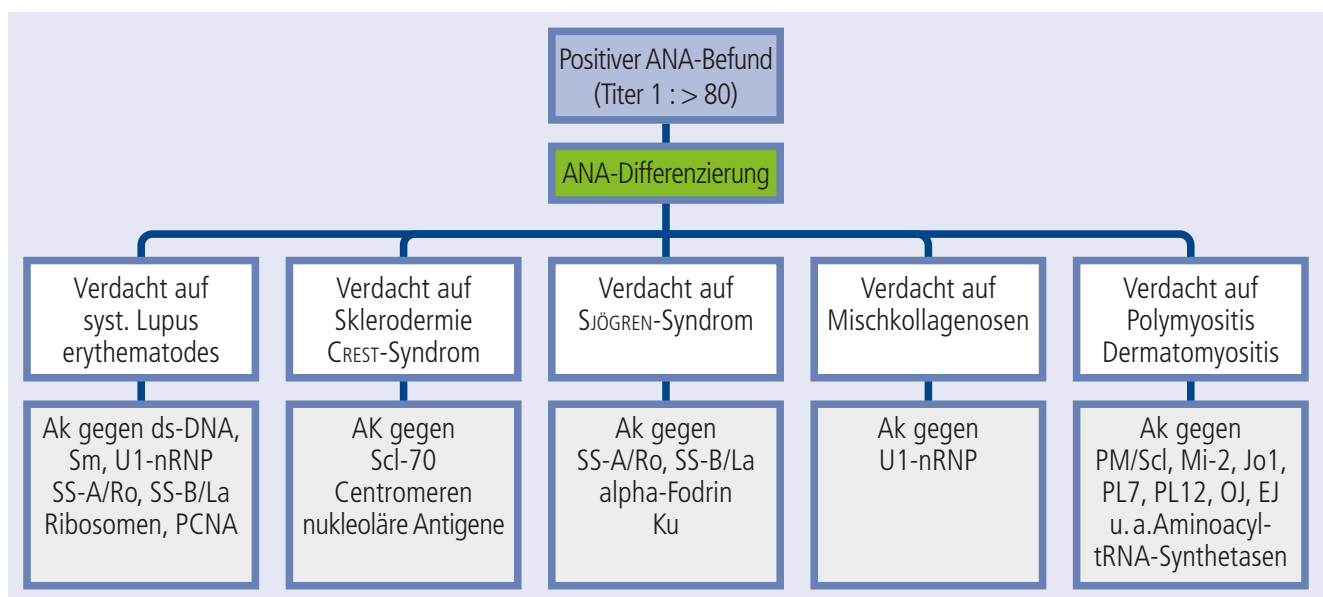 Positiver ANA-Befund
(Titer 1 : > 80)
ANA-Differenzierung
Verdacht auf
syst. Lupus
erythematodes
Verdacht auf
Sklerodermie
CREST-Syndrom
Verdacht auf
SJÖGREN-Syndrom
Verdacht auf
Mischkollagenosen
Verdacht auf
Polymyositis
Dermatomyositis
Ak gegen ds-DNA,
Sm, U1-nRNP
SS-A/Ro, SS-B/La
Ribosomen, PCNA
AK gegen
Scl-70
Centromeren
nukleoläre Antigene
Ak gegen
SS-A/Ro, SS-B/La
alpha-Fodrin
Ku
Ak gegen
U1-nRNP
Ak gegen
PM/Scl, Mi-2, Jo1,
PL7, PL12, OJ, EJ
u. a.Aminoacyl-
tRNA-Synthetasen